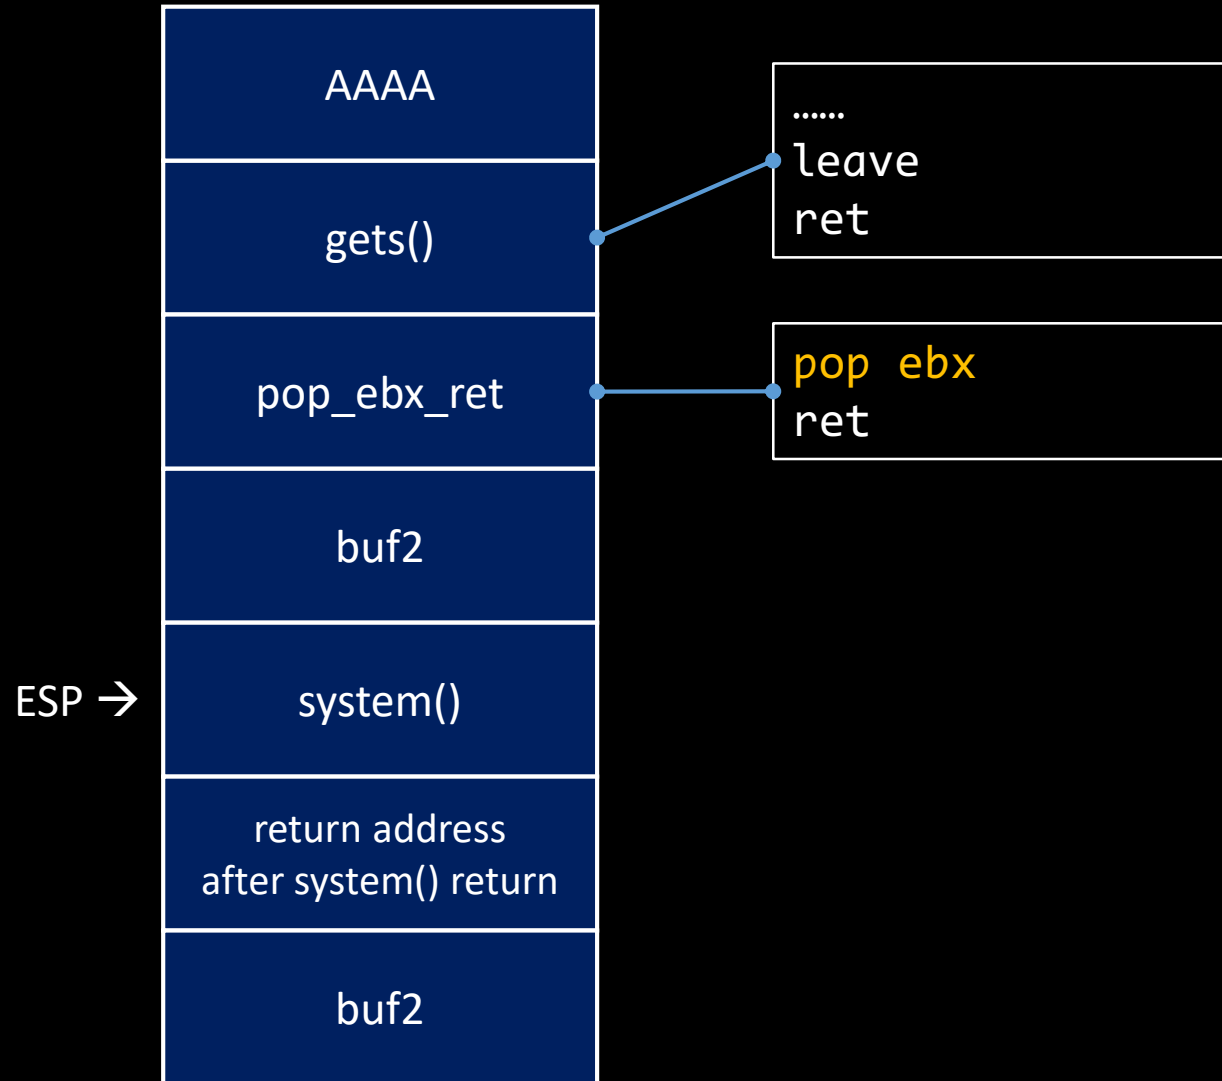 AAAA
gets()
pop_ebx_ret
buf2
ESP → system()
return address
after system() return
buf2
……
leave
ret
pop ebx
ret